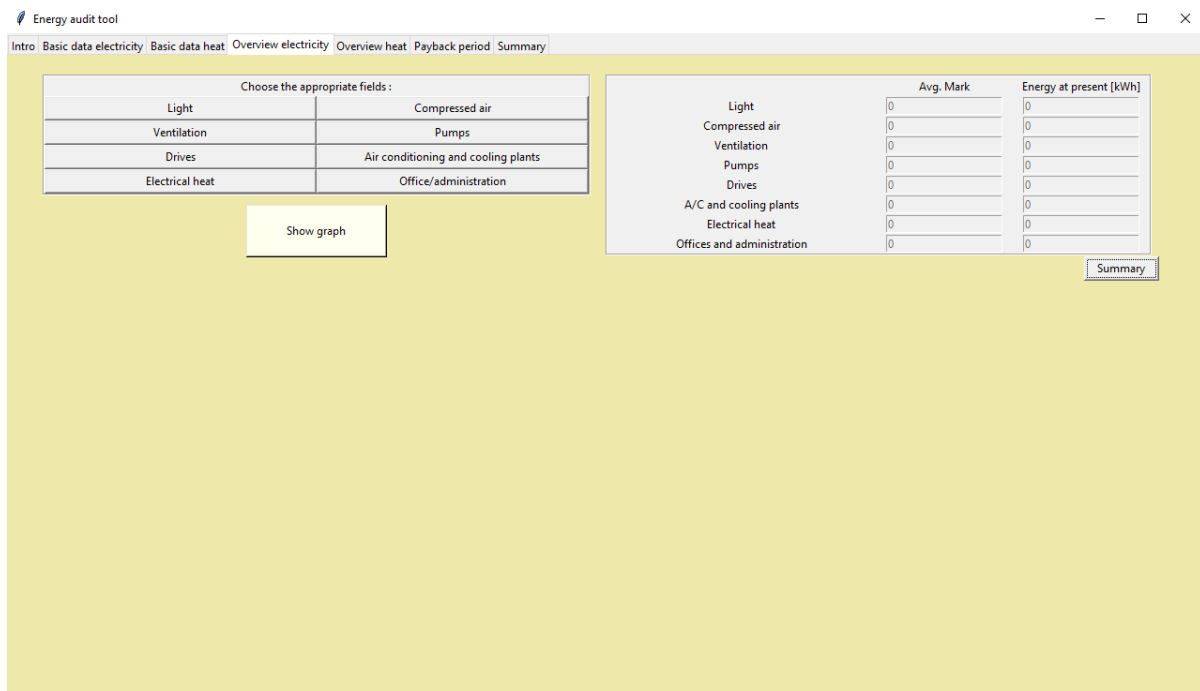 Energy audit tool
Intro Basic data electricity Basic data heat Overview electricity Overview heat Payback period Summary
Choose the appropriate fields :
Light Compressed air
Ventilation Pumps
Drives Air conditioning and cooling plants
Electrical heat Office/administration
Show graph
Avg. Mark Energy at present [kWh]
Light 0 0
Compressed air 0 0
Ventilation 0 0
Pumps 0 0
Drives 0 0
A/C and cooling plants 0 0
Electrical heat 0 0
Offices and administration 0 0
Summary